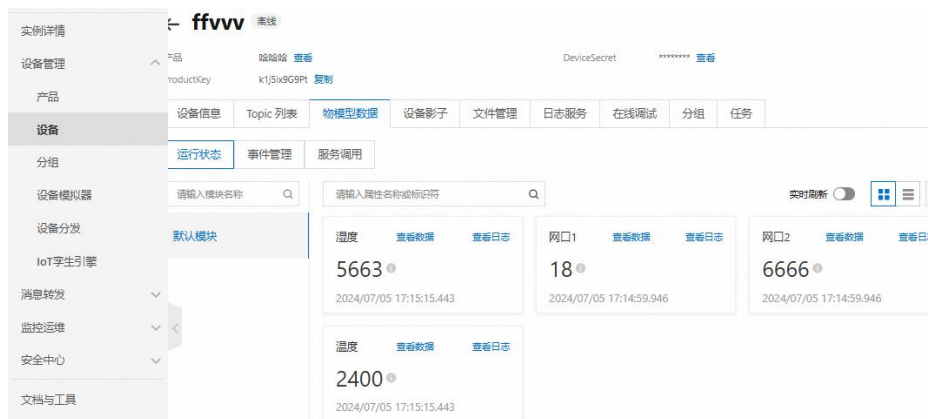 实例详情
设备管理
产品
设备
分组
设备模拟器
设备分发
IoT孪生引擎
消息转发
监控运维
安全中心
文档与工具
← ffvvv 离线
产品 哈哈哈 查看 DeviceSecret ******** 查看
roductKey k1j5ix9G9Pt 复制
设备信息 Topic 列表 物模型数据 设备影子 文件管理 日志服务 在线调试 分组 任务
运行状态 事件管理 服务调用
请输入模块名称 请输入属性名称或标识符 实时刷新
默认模块
湿度 查看数据 查看日志 网口1 查看数据 查看日志 网口2 查看数据 查看日
5663 18 6666
2024/07/05 17:15:15.443 2024/07/05 17:14:59.946 2024/07/05 17:14:59.946
温度 查看数据 查看日志
2400
2024/07/05 17:15:15.443